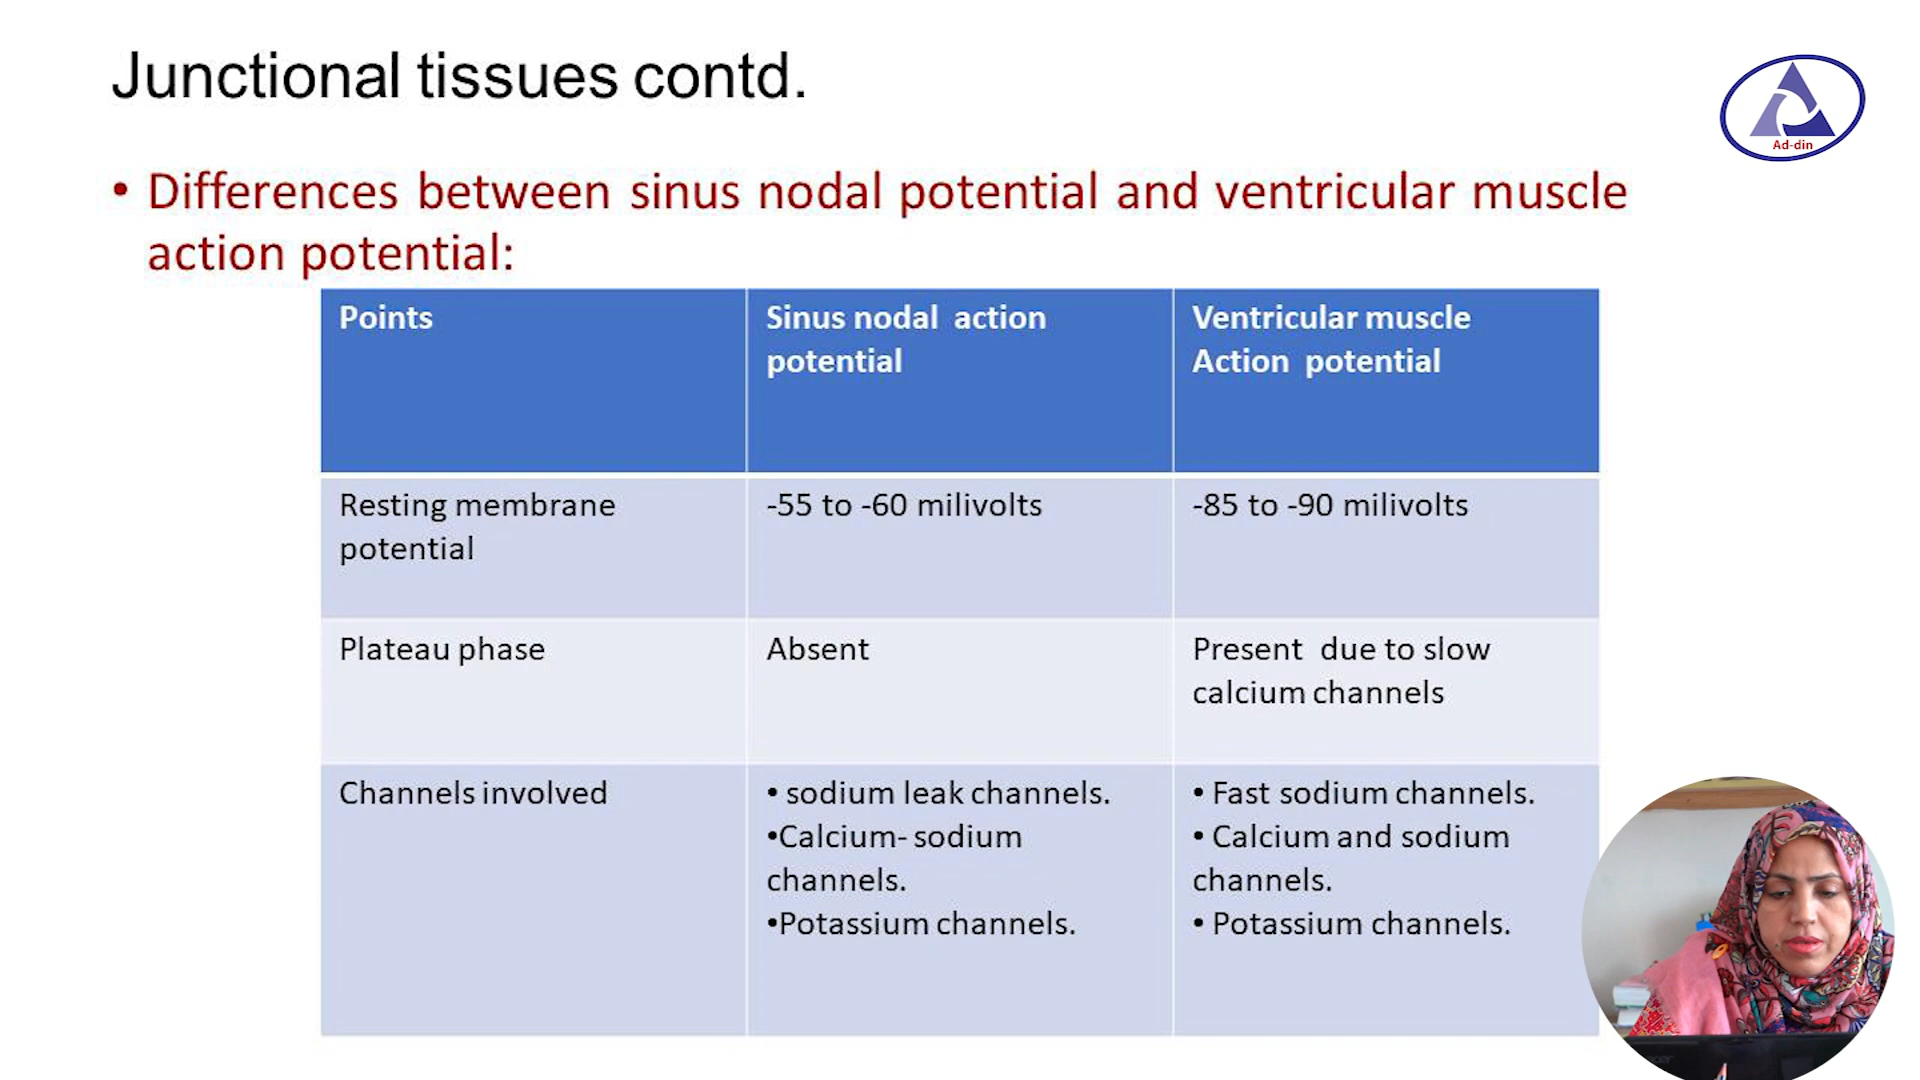 Junctional tissues contd.
Ad-din
• Differences between sinus nodal potential and ventricular muscle
action potential:
Points
Sinus nodal action
potential
Ventricular muscle
Action potential
Resting membrane
potential
-55 to -60 milivolts
-85 to -90 milivolts
Plateau phase
Absent
Present due to slow
calcium channels
Channels involved
• sodium leak channels.
•Calcium- sodium
channels.
•Potassium channels.
• Fast sodium channels.
• Calcium and sodium
channels.
• Potassium channels.